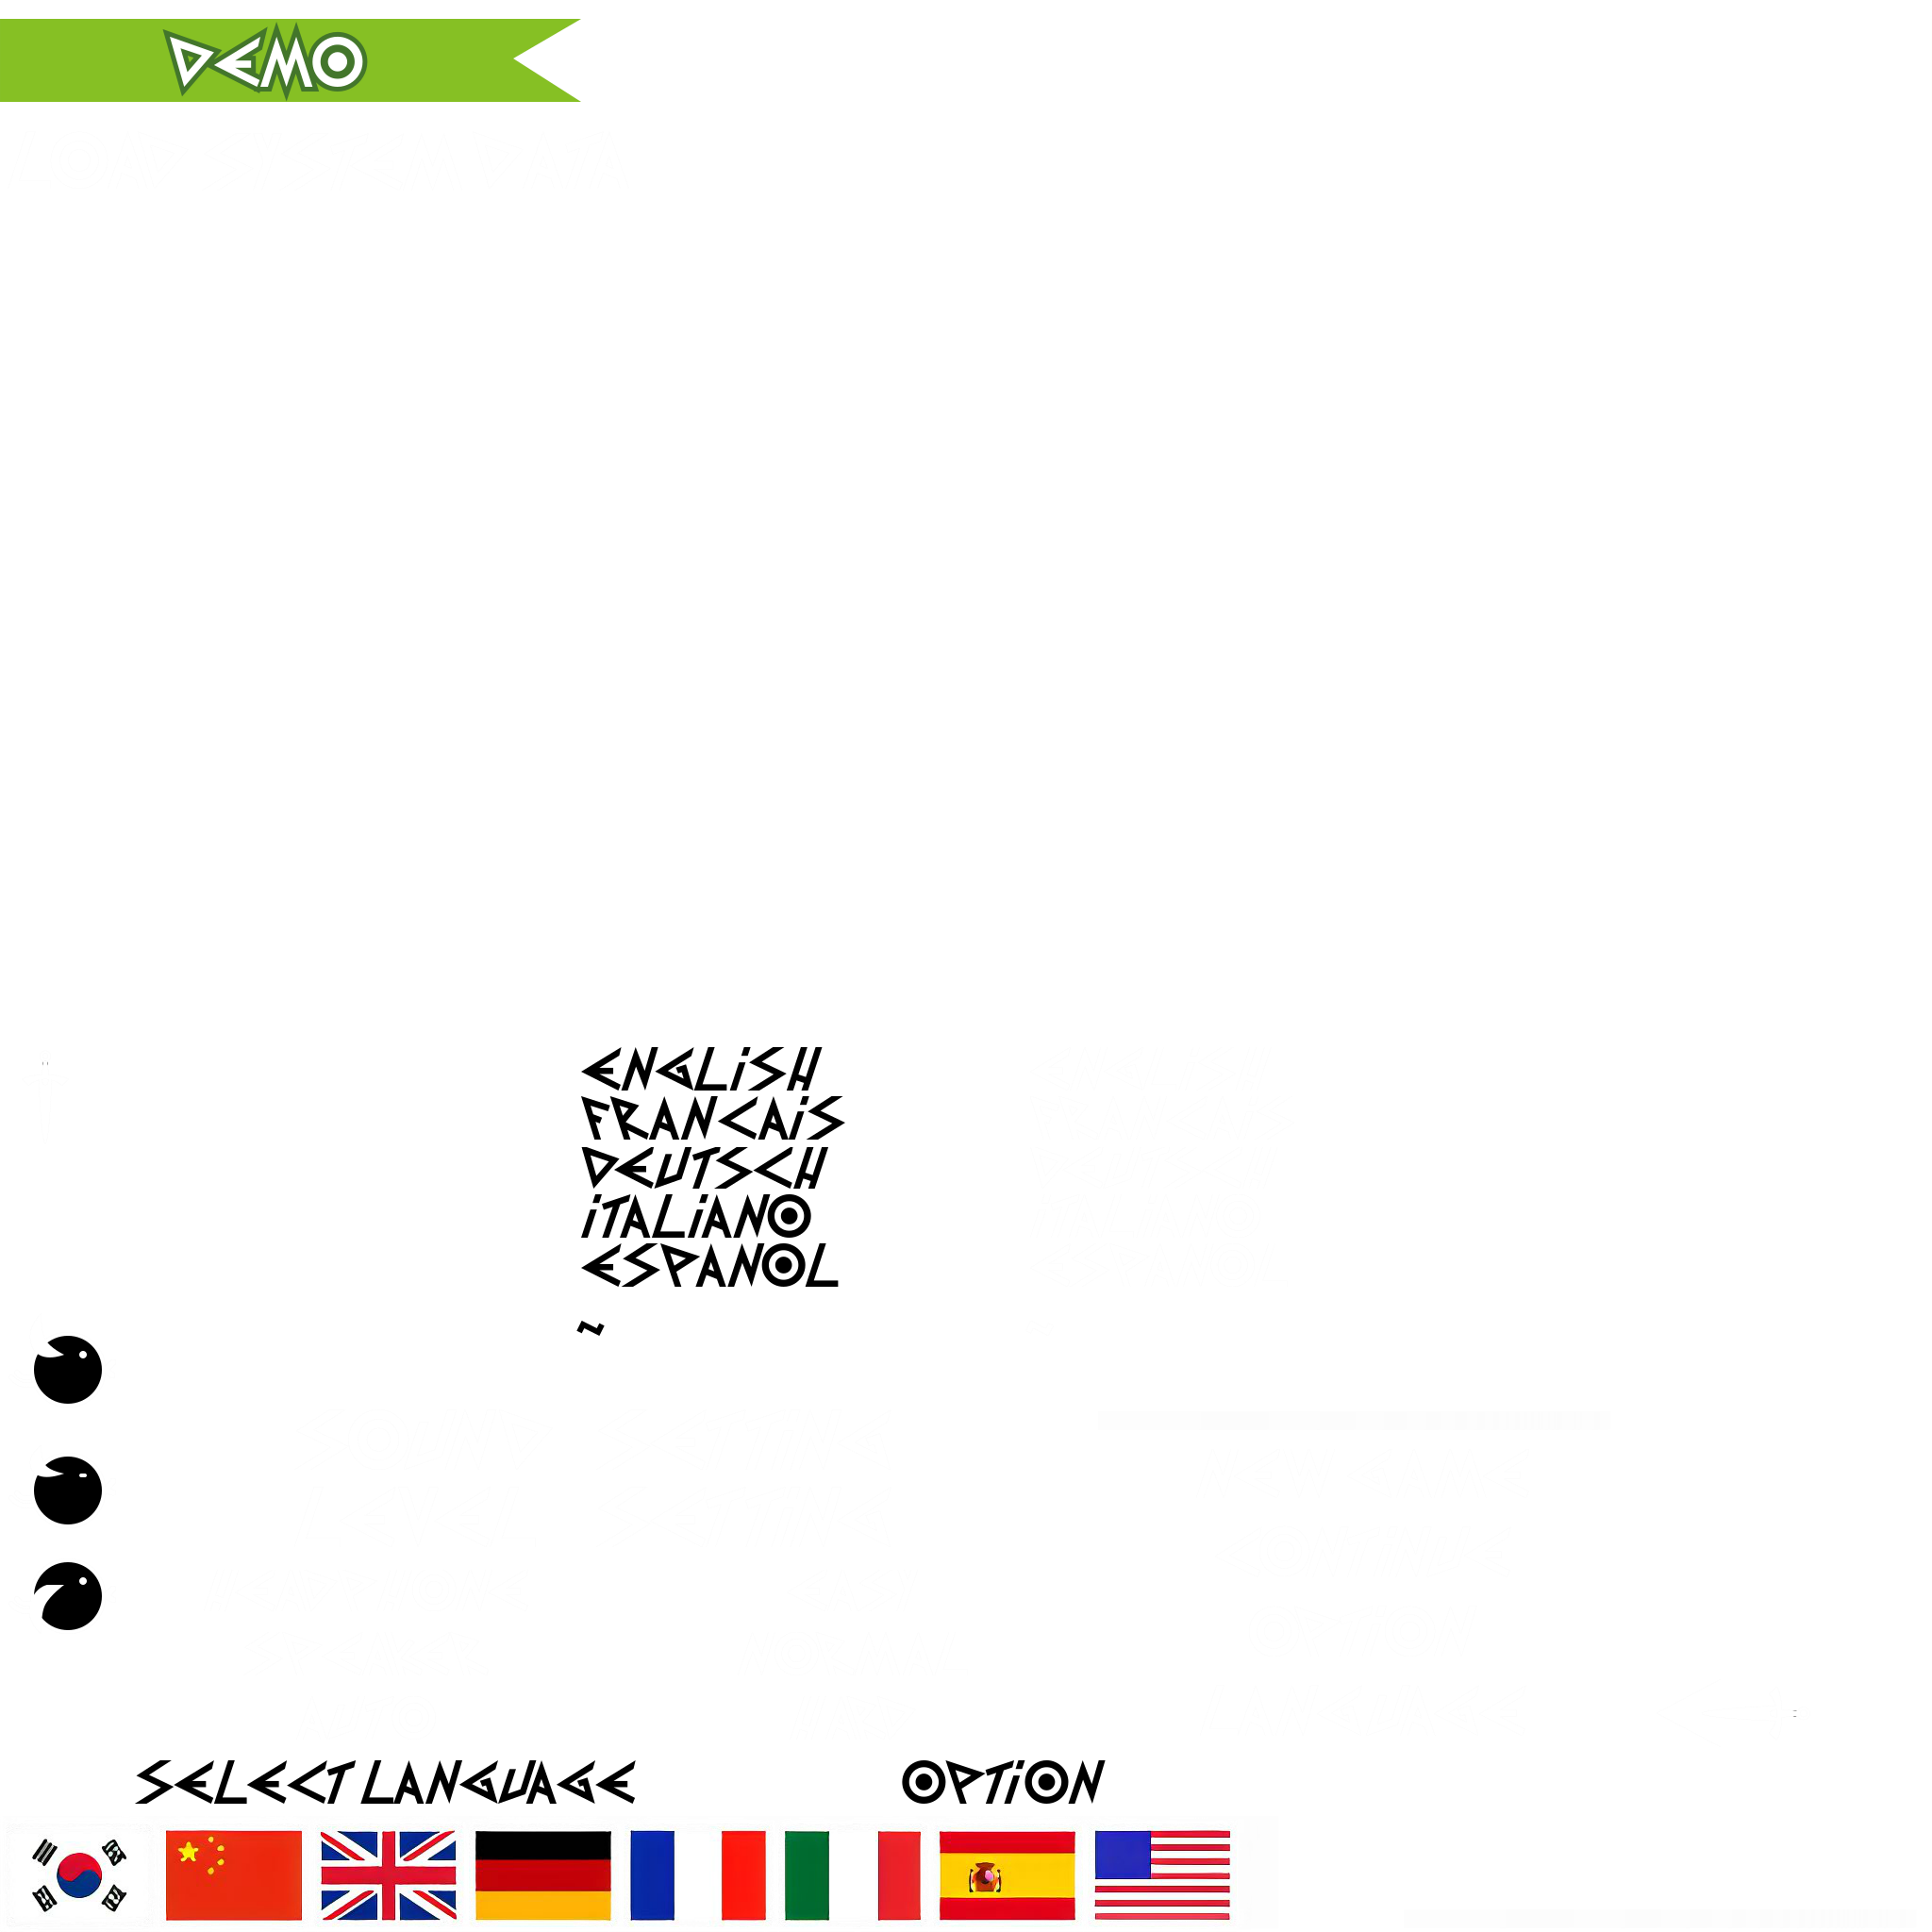 DEMO
ENGLiSH
FRANCAiS
DEUTSCH
iTALiANO
ESPANOL
SELECT LANGUAGE
OPTiON